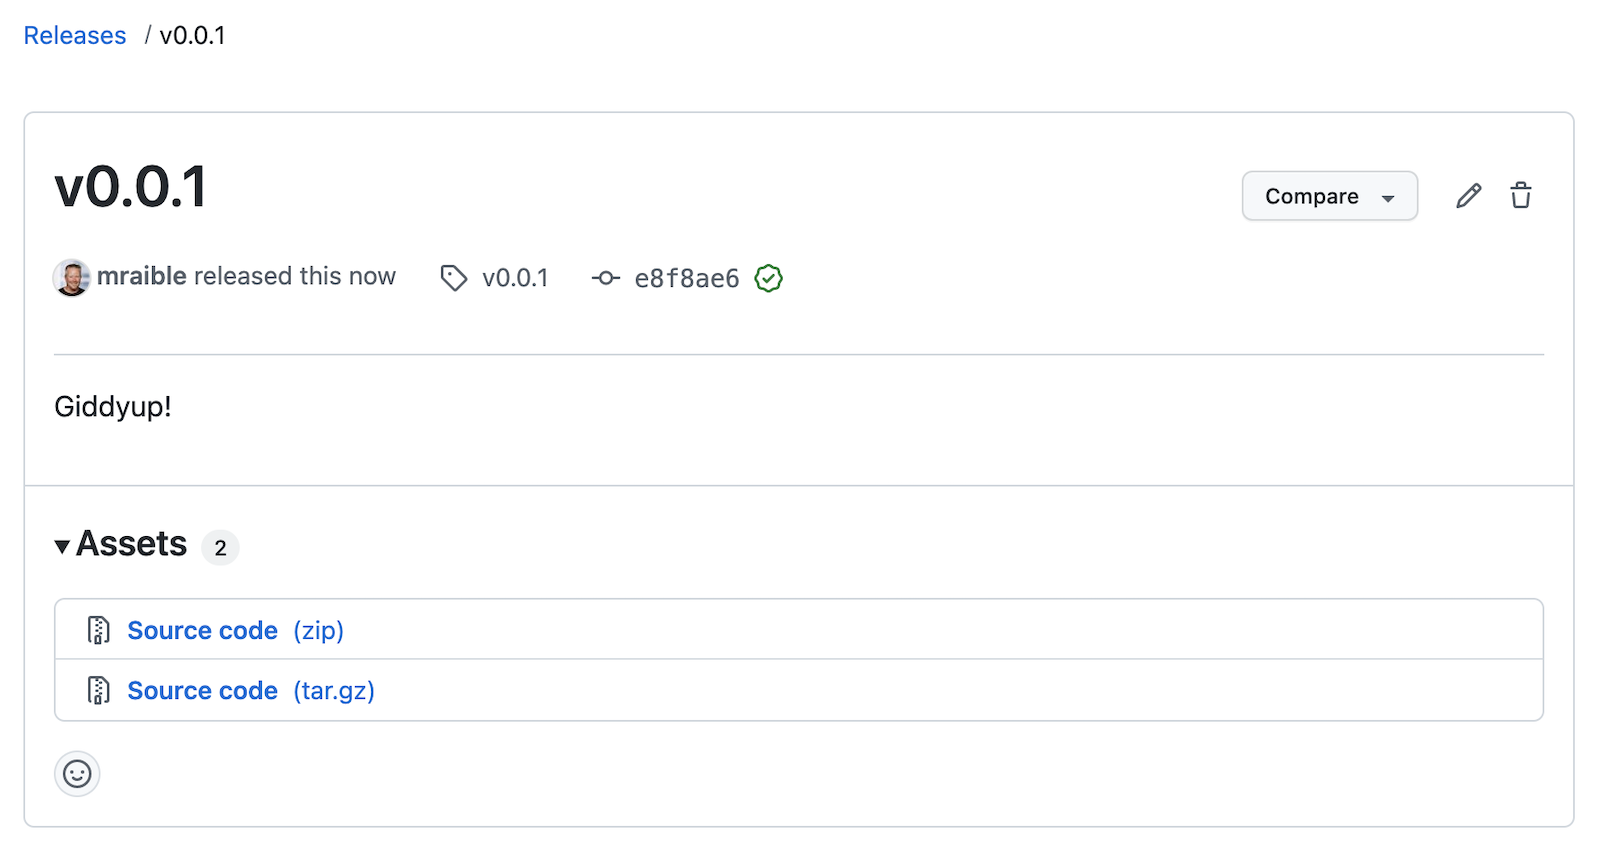 Releases / v0.0.1
v0.0.1
Compare
mraible released this now v0.0.1 e8f8ae6
Giddyup!
Assets 2
Source code (zip)
Source code (tar.gz)